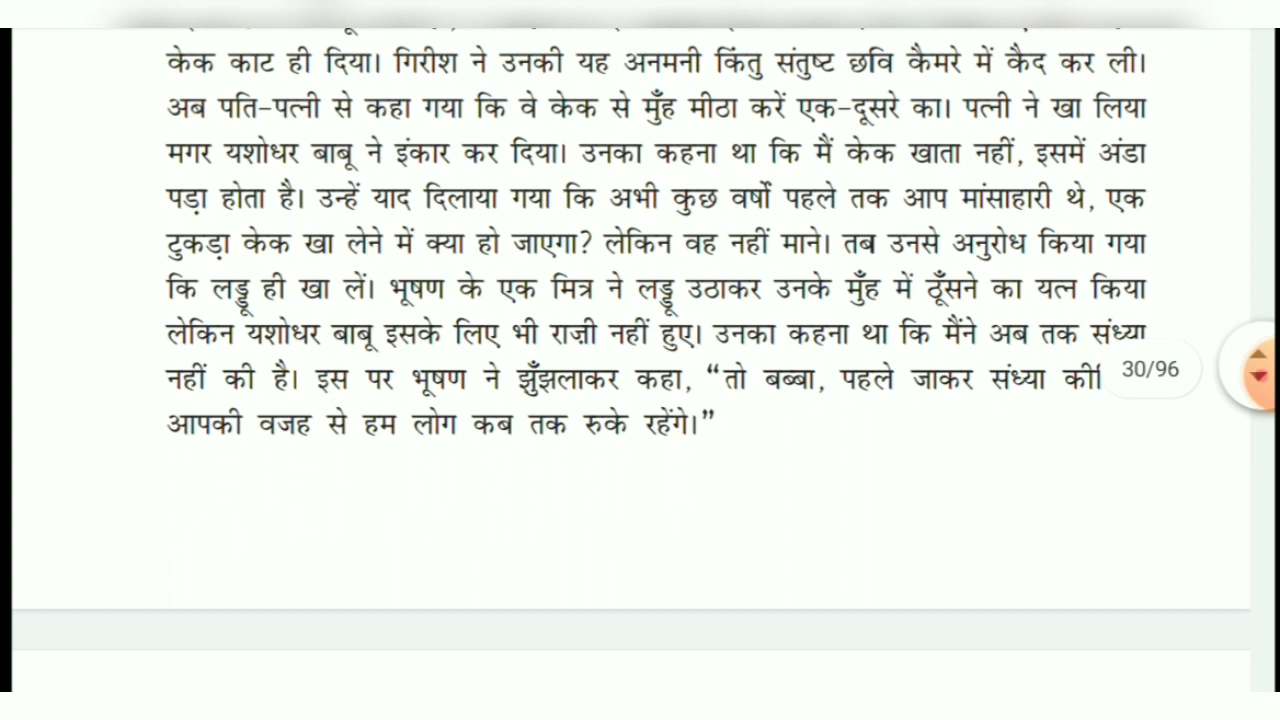 केक काट ही दिया। गिरीश ने उनकी यह अनमनी किंतु संतुष्ट छवि कैमरे में कैद कर ली।
अब पति-पत्नी से कहा गया कि वे केक से मुँह मीठा करें एक-दूसरे का। पत्नी ने खा लिया
मगर यशोधर बाबू ने इंकार कर दिया। उनका कहना था कि मैं केक खाता नहीं, इसमें अंडा
पड़ा होता है। उन्हें याद दिलाया गया कि अभी कुछ वर्षों पहले तक आप मांसाहारी थे, एक
टुकड़ा केक खा लेने में क्या हो जाएगा? लेकिन वह नहीं माने। तब उनसे अनुरोध किया गया
कि लड्डू ही खा लें। भूषण के एक मित्र ने लड्डू उठाकर उनके मुँह में ठूँसने का यत्न किया
लेकिन यशोधर बाबू इसके लिए भी राज़ी नहीं हुए। उनका कहना था कि मैंने अब तक संध्या
नहीं की है। इस पर भूषण ने झुँझलाकर कहा, “तो बब्बा, पहले जाकर संध्या
30/96
आपकी वजह से हम लोग कब तक रुके रहेंगे।”